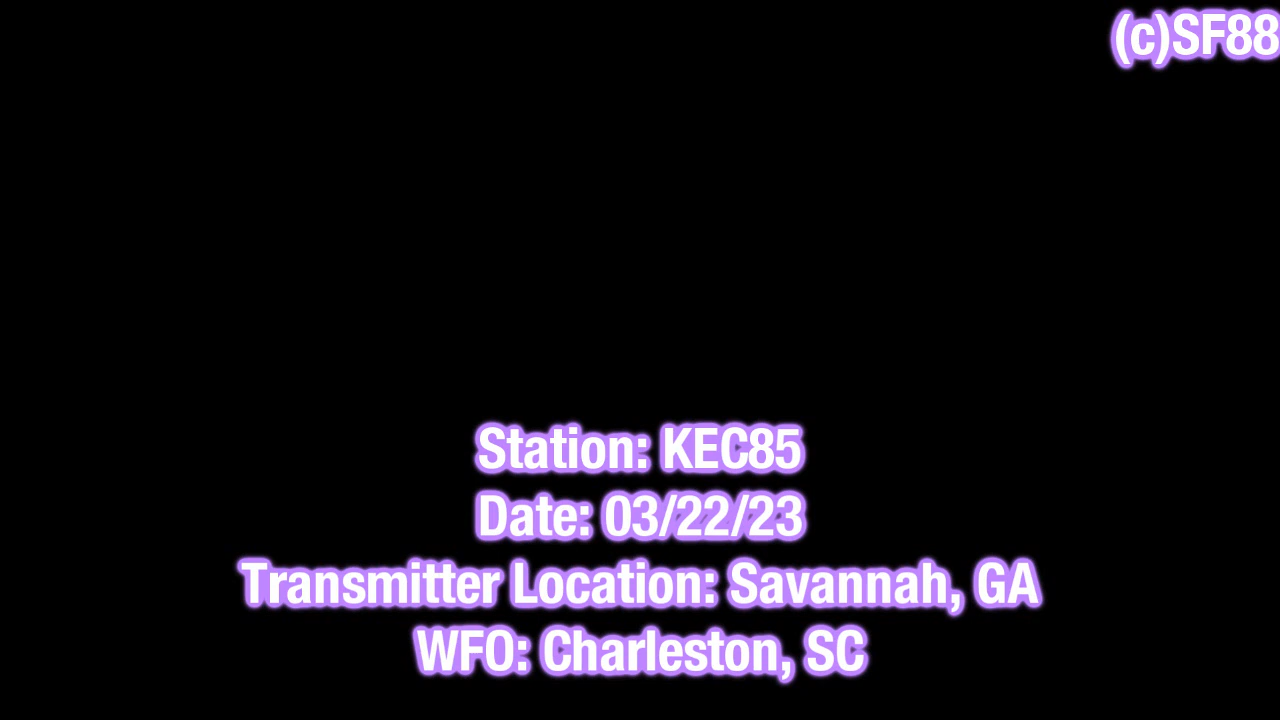 (c)SF88
Station: KEC85
Date: 03/22/23
Transmitter Location: Savannah, GA
WFO: Charleston, SC